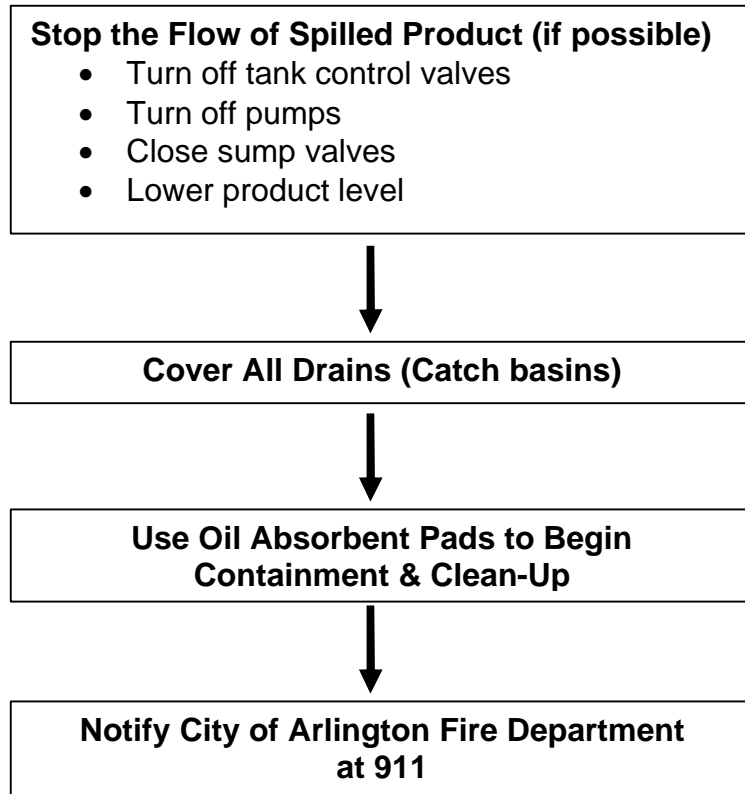 Stop the Flow of Spilled Product (if possible)
• Turn off tank control valves
• Turn off pumps
• Close sump valves
• Lower product level
Cover All Drains (Catch basins)
Use Oil Absorbent Pads to Begin
Containment & Clean-Up
Notify City of Arlington Fire Department
at 911